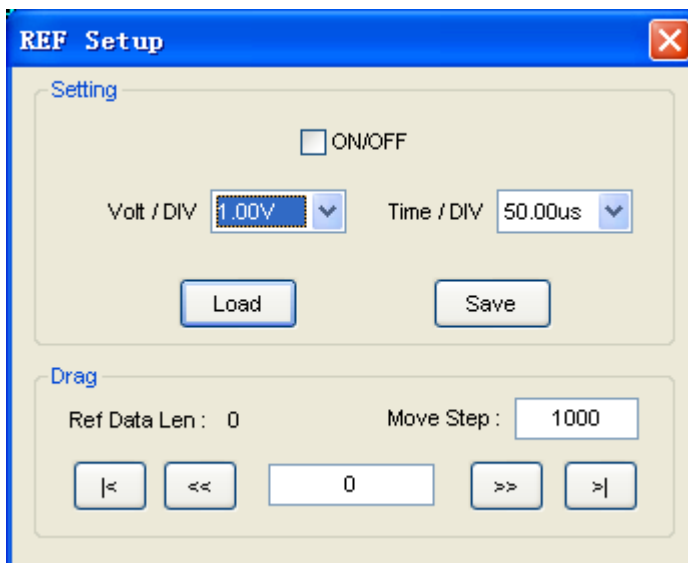 REF Setup
Setting
ON/OFF
Volt / DIV 1.00V Time / DIV 50.00us
Load Save
Drag
Ref Data Len : 0 Move Step : 1000
|< << 0 >> >|